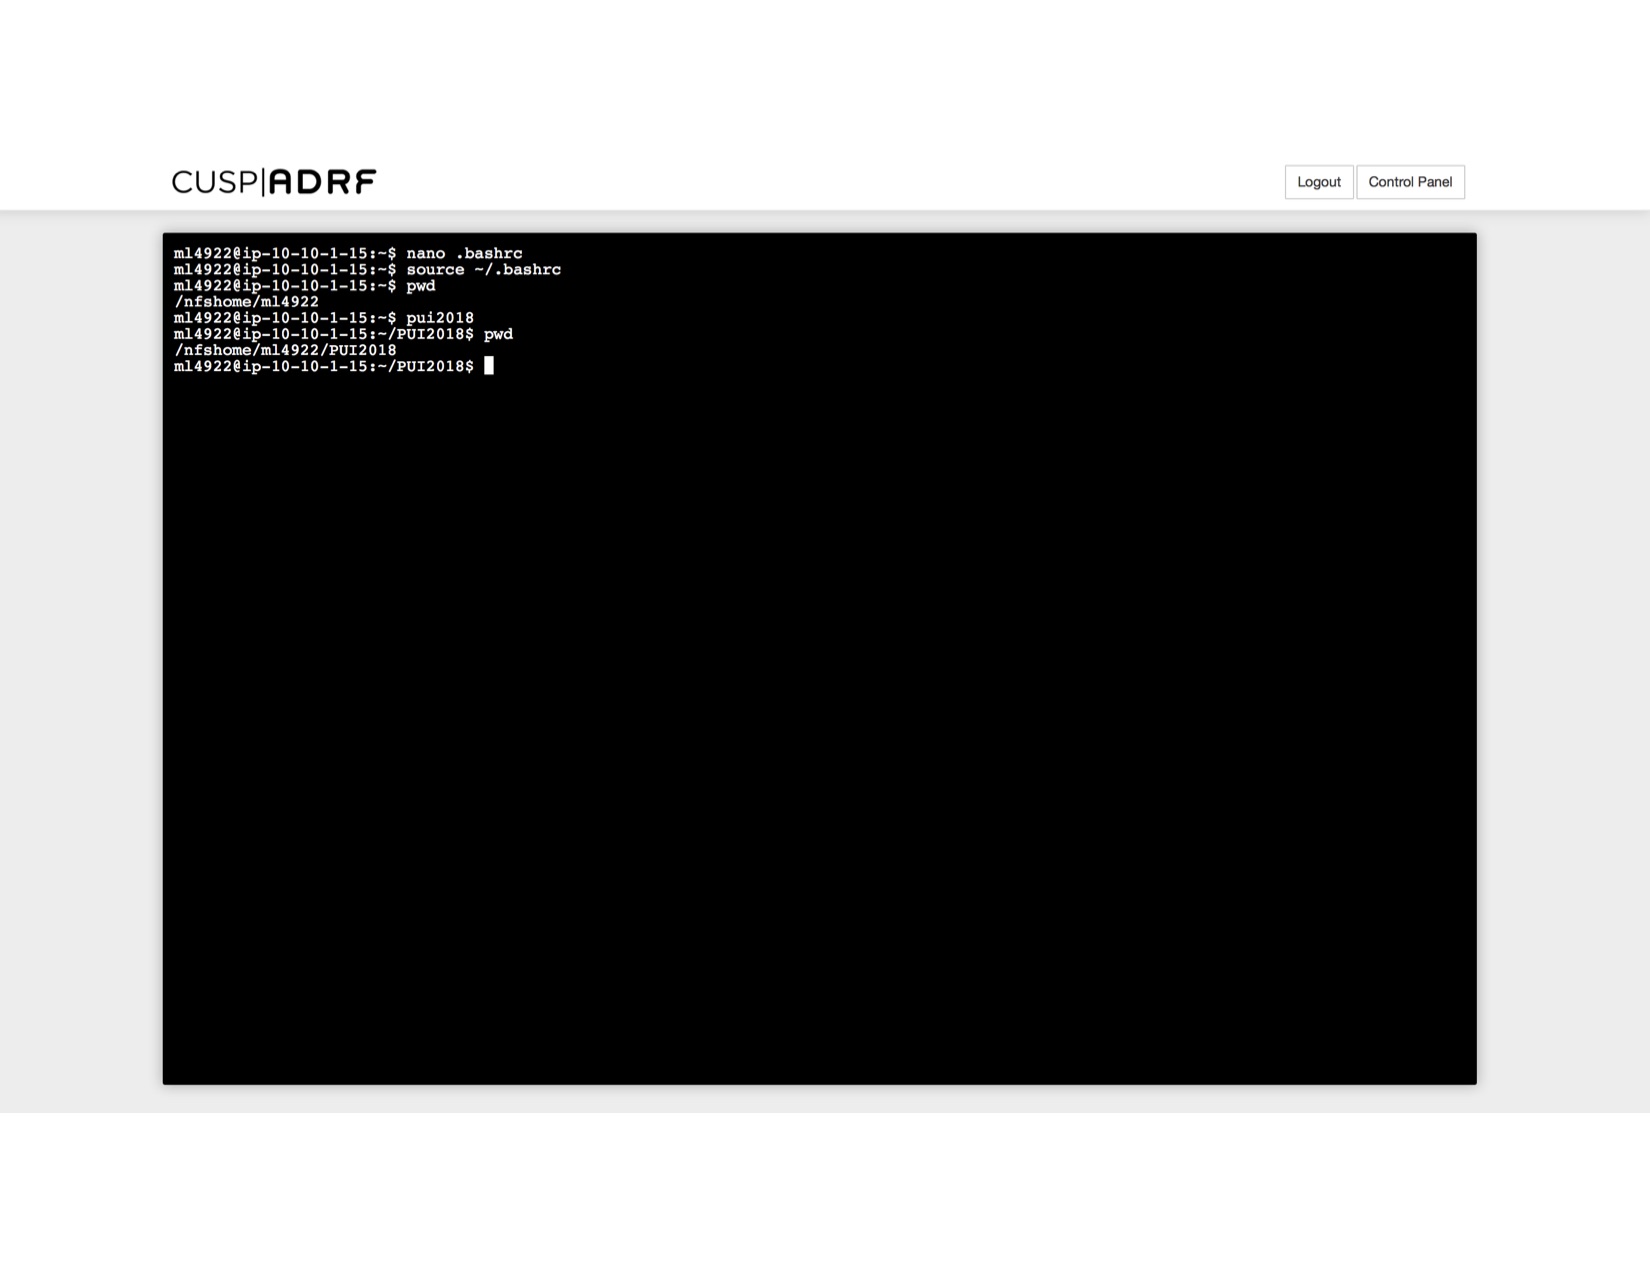 CUSP|ADRF
Logout Control Panel
ml4922@ip-10-10-1-15:~$ nano .bashrc
ml4922@ip-10-10-1-15:~$ source ~/.bashrc
ml4922@ip-10-10-1-15:~$ pwd
/nfshome/ml4922
ml4922@ip-10-10-1-15:~$ pui2018
ml4922@ip-10-10-1-15:~/PUI2018$ pwd
/nfshome/ml4922/PUI2018
ml4922@ip-10-10-1-15:~/PUI2018$